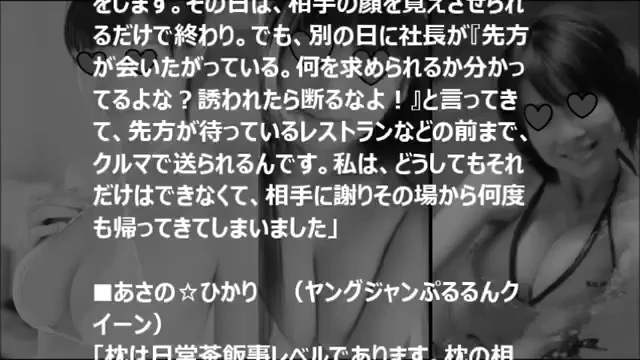 をします。その日は、相手の顔を覚えさせられ
るだけで終わり。でも、別の日に社長が『先方
が会いたがっている。何を求められるか分かっ
てるよな？誘われたら断るなよ！』と言ってき
て、先方が待っているレストランなどの前まで、
クルマで送られるんです。私は、どうしてもそれ
だけはできなくて、相手に謝りその場から何度
も帰ってきてしまいました」
■あさの☆ひかり　（ヤングジャンぷるるんク
イーン）
「枕は日常茶飯事レベルであります。枕の相